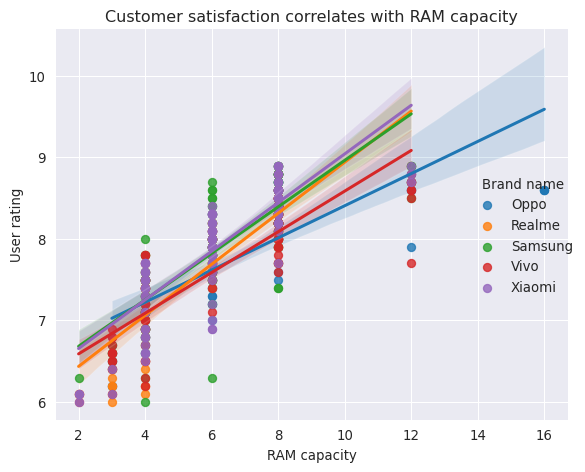 Customer satisfaction correlates with RAM capacity
User rating
10
9
8
7
6
Brand name
Oppo
Realme
Samsung
Vivo
Xiaomi
2 4 6 8 10 12 14 16
RAM capacity